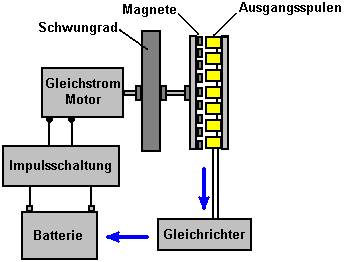 Magnete
Ausgangsspulen
Schwungrad
Gleichstrom
Motor
Impulsschaltung
Batterie
Gleichrichter